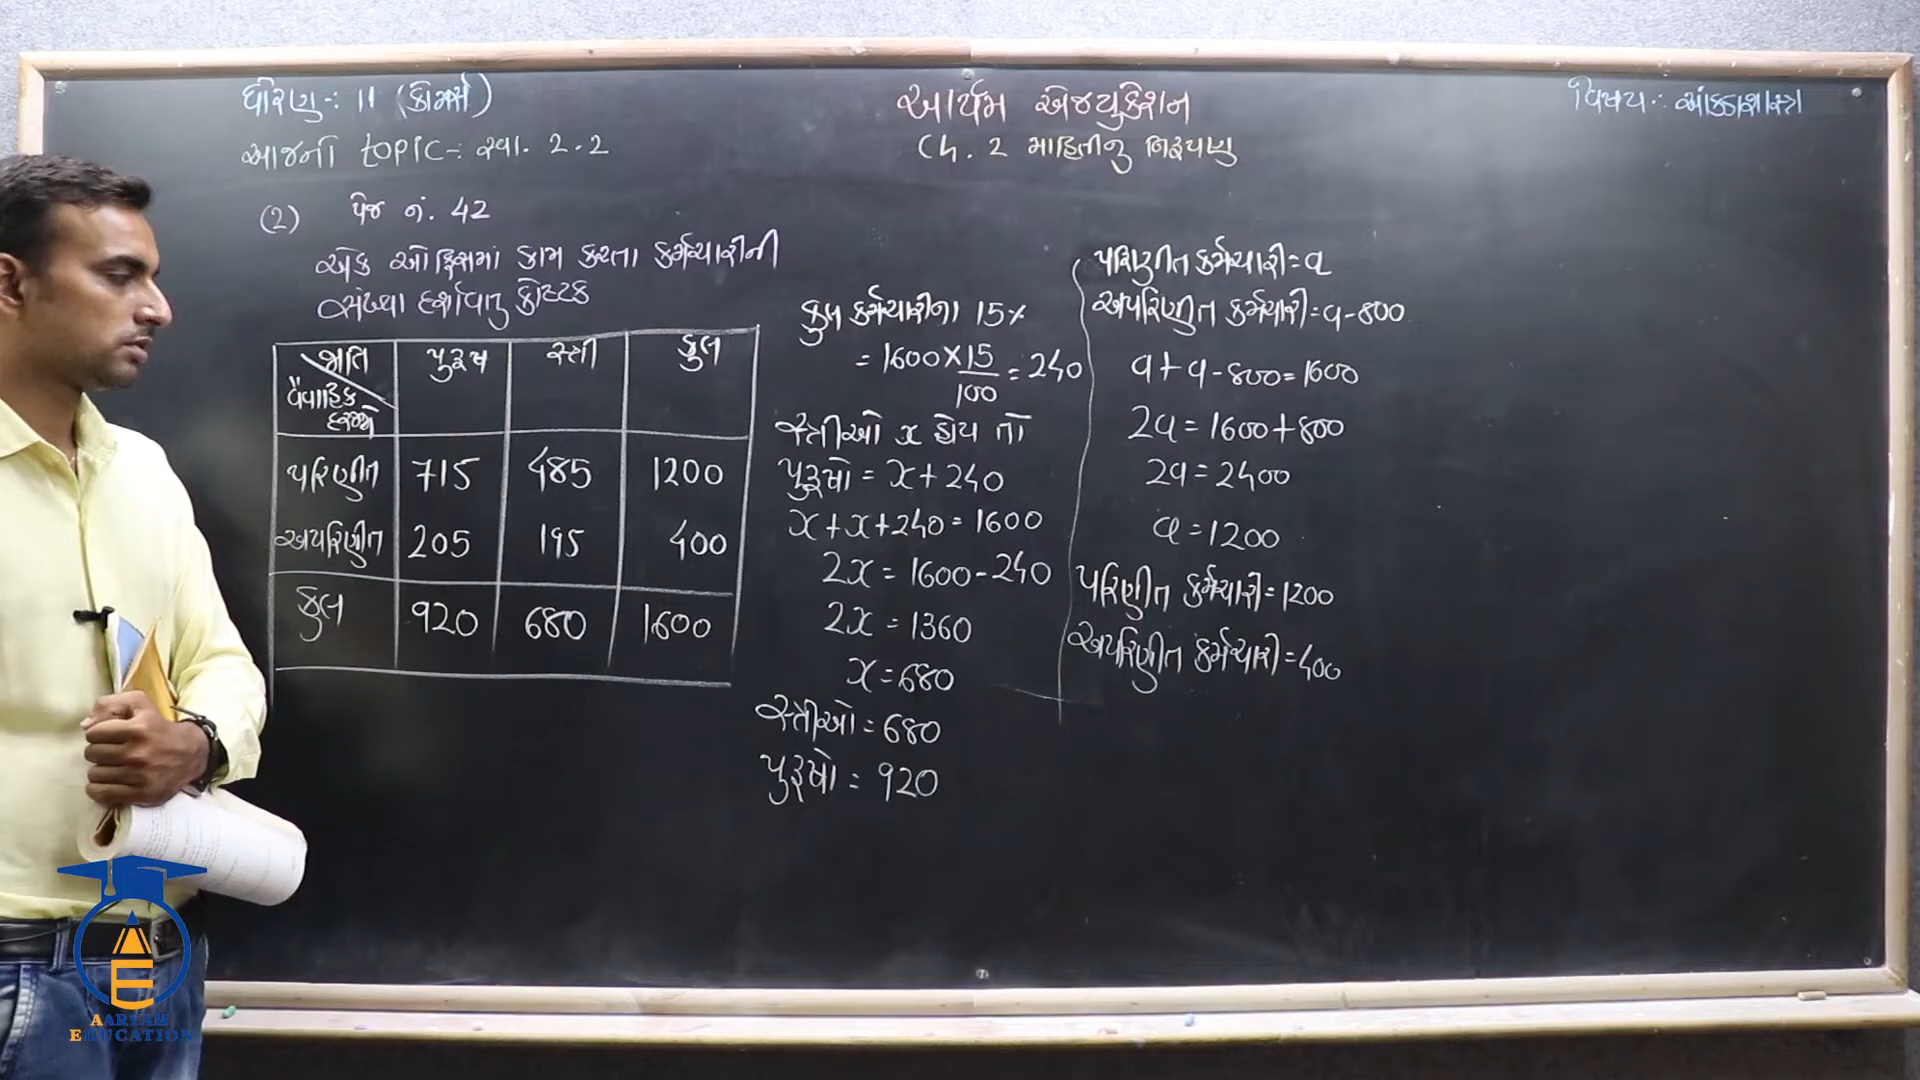 ધોરણ-: 11 (કોમર્સ)
આર્યમ એજ્યુકેશન
વિષય-: આંકડાશાસ્ત્ર
આજનો topic-: સ્વા. 2.2
Ch. 2 માહિતીનું નિરૂપણ
(2) પેજ નં. 42
એક ઓફિસમાં કામ કરતા કર્મચારીની
સંખ્યા દર્શાવતુ કોષ્ટક
જાતિ પુરૂષ સ્ત્રી કુલ
વૈવાહિક
દરજ્જો
પરિણીત 715 485 1200
અપરિણીત 205 195 400
કુલ 920 680 1600
કુલ કર્મચારીના 15%
= 1600 × 15/100 = 240
સ્ત્રીઓ x હોય તો
પુરૂષો = x + 240
x + x + 240 = 1600
2x = 1600 - 240
2x = 1360
x = 680
સ્ત્રીઓ = 680
પુરૂષો = 920
પરિણીત કર્મચારી = a
અપરિણીત કર્મચારી = a - 800
a + a - 800 = 1600
2a = 1600 + 800
2a = 2400
a = 1200
પરિણીત કર્મચારી = 1200
અપરિણીત કર્મચારી = 400
AARYAM
EDUCATION